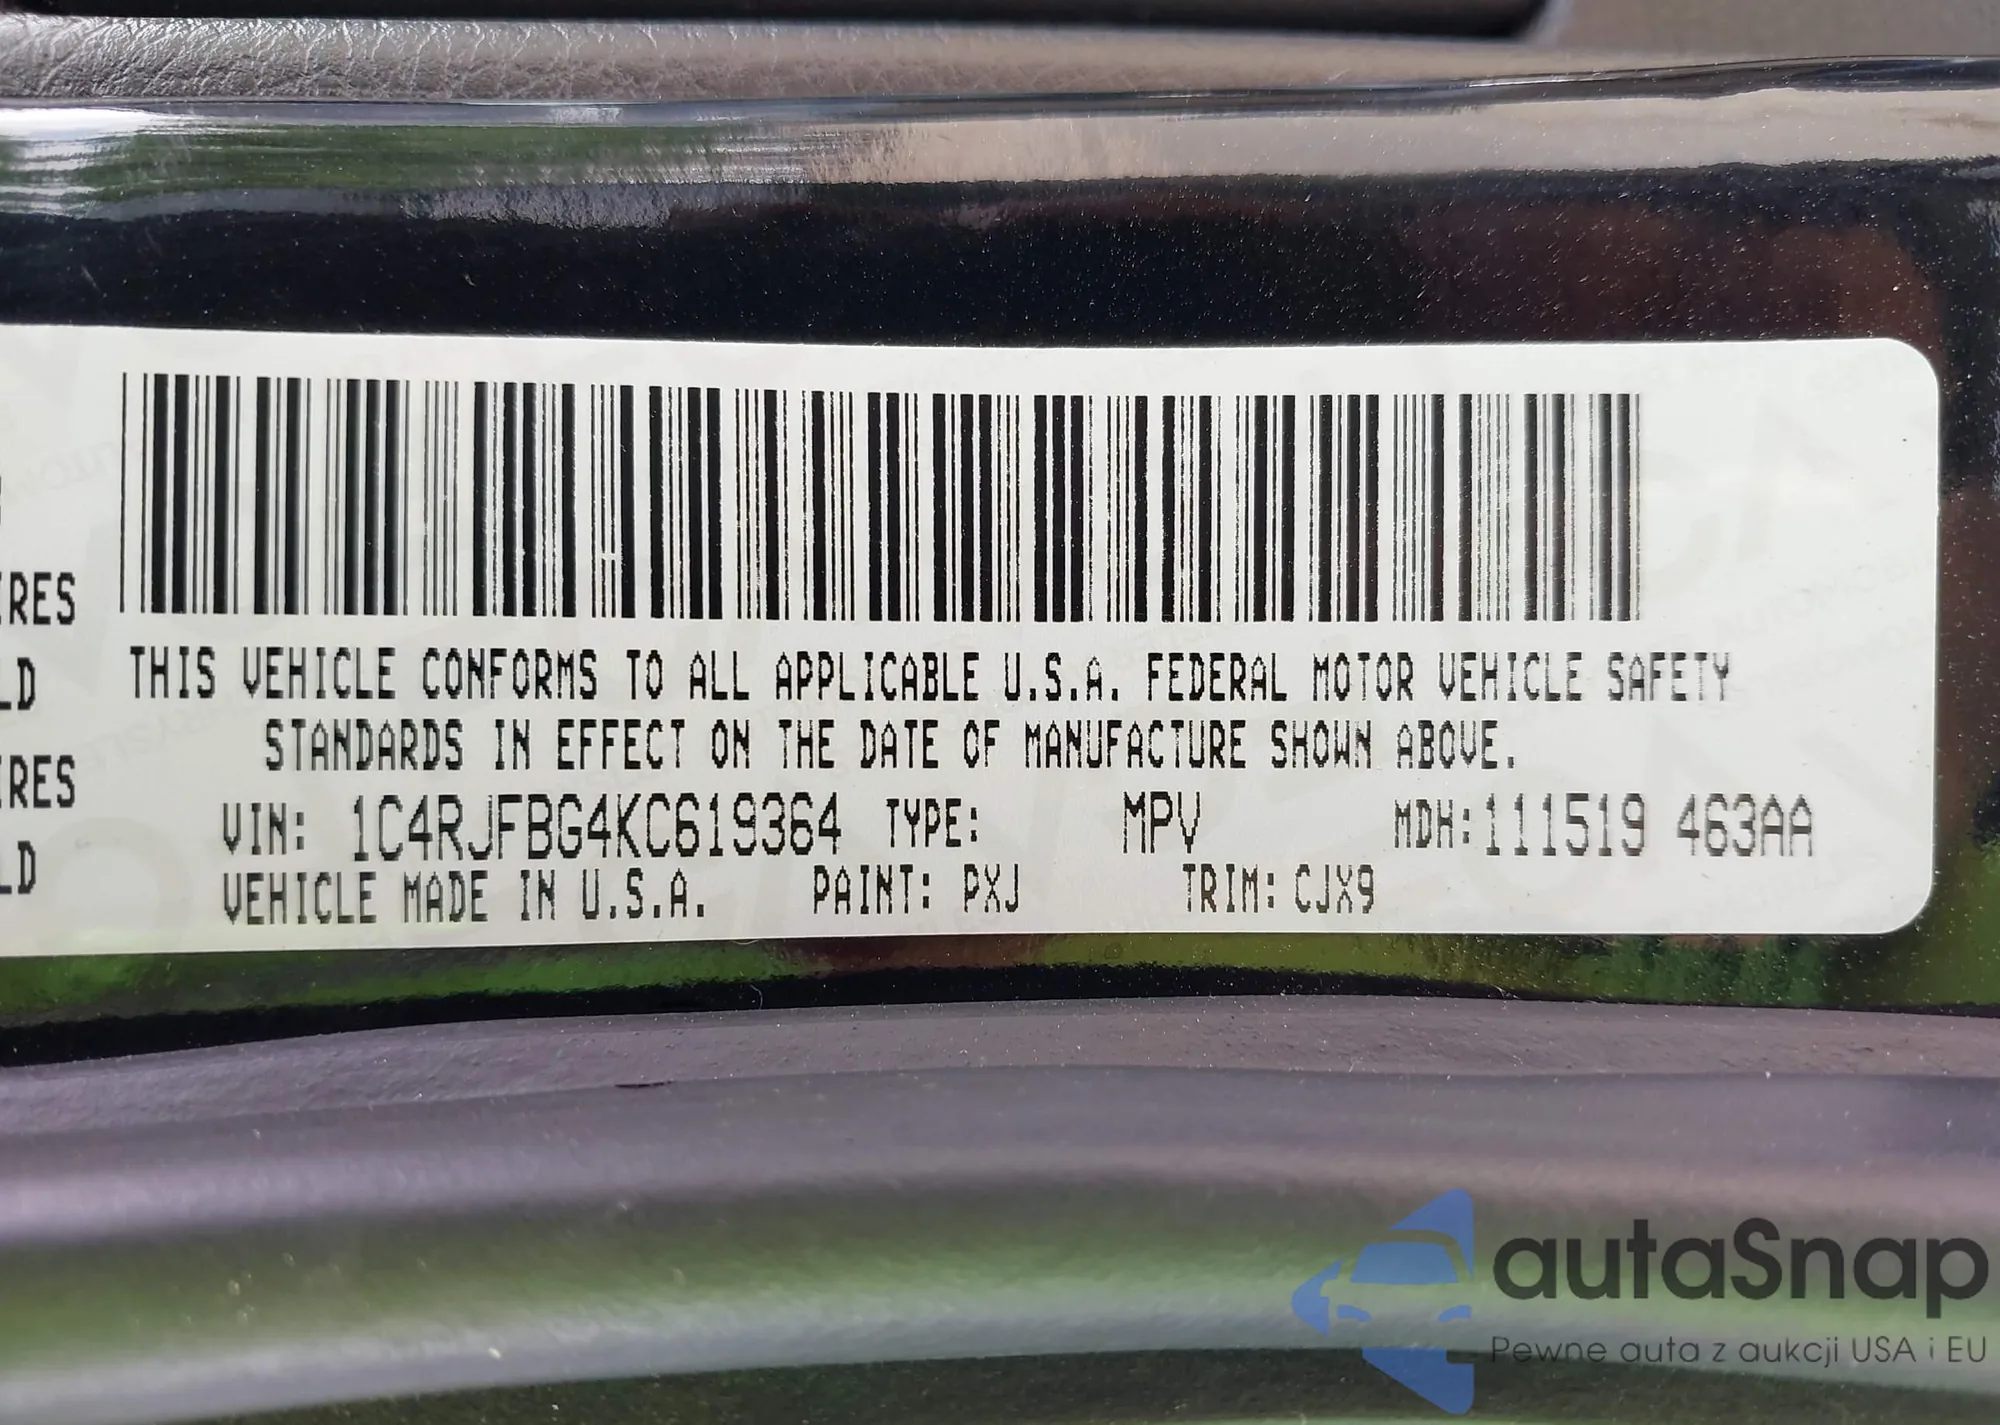 IRES
LD
IRES
LD
THIS VEHICLE CONFORMS TO ALL APPLICABLE U.S.A. FEDERAL MOTOR VEHICLE SAFETY
STANDARDS IN EFFECT ON THE DATE OF MANUFACTURE SHOWN ABOVE.
VIN: 1C4RJFBG4KC619364 TYPE: MPV MDH:111519 463AA
VEHICLE MADE IN U.S.A. PAINT: PXJ TRIM: CJX9
autaSnap
Pewne auta z aukcji USA i EU